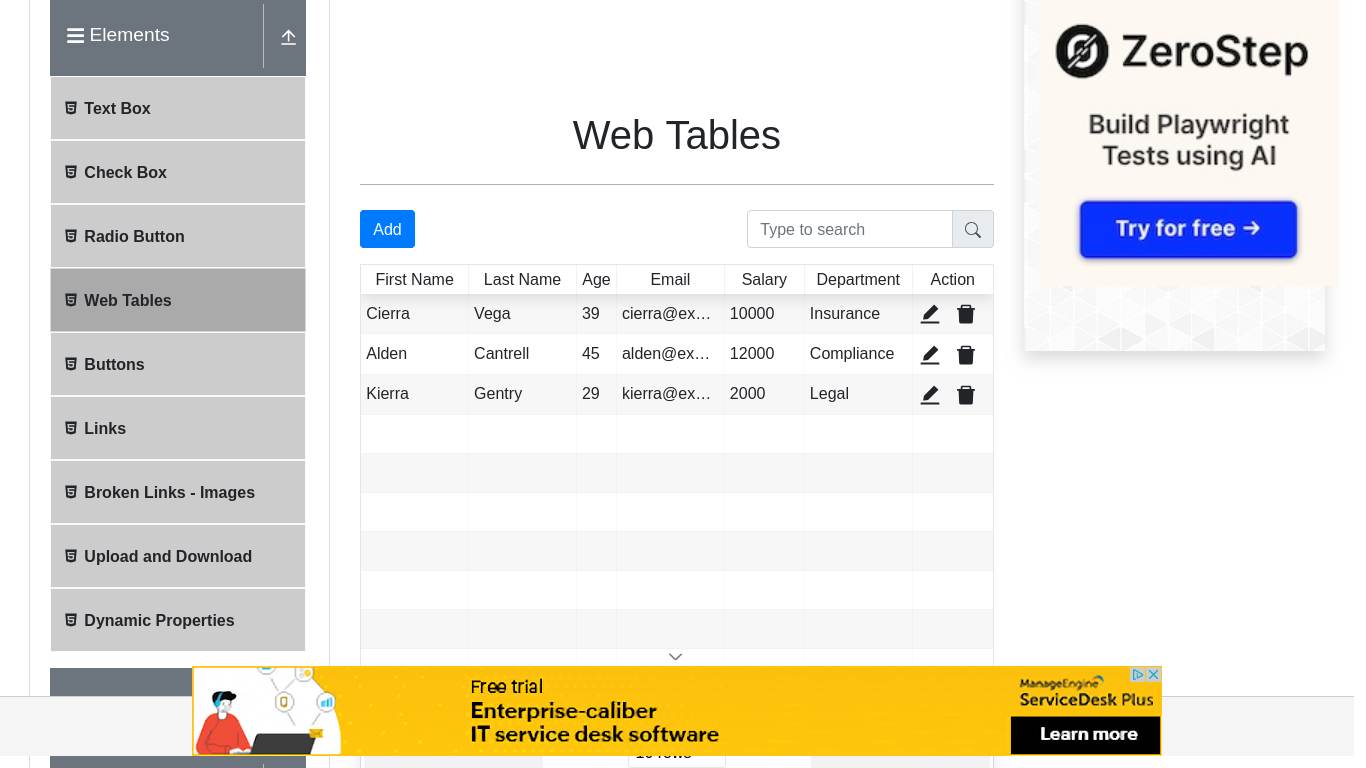 Elements
Text Box
Check Box
Radio Button
Web Tables
Buttons
Links
Broken Links - Images
Upload and Download
Dynamic Properties
Web Tables
Add
Type to search
First Name Last Name Age Email Salary Department Action
Cierra Vega 39 cierra@ex… 10000 Insurance
Alden Cantrell 45 alden@ex… 12000 Compliance
Kierra Gentry 29 kierra@ex… 2000 Legal
ZeroStep
Build Playwright
Tests using AI
Try for free →
Free trial
Enterprise-caliber
IT service desk software
ManageEngine
ServiceDesk Plus
Learn more